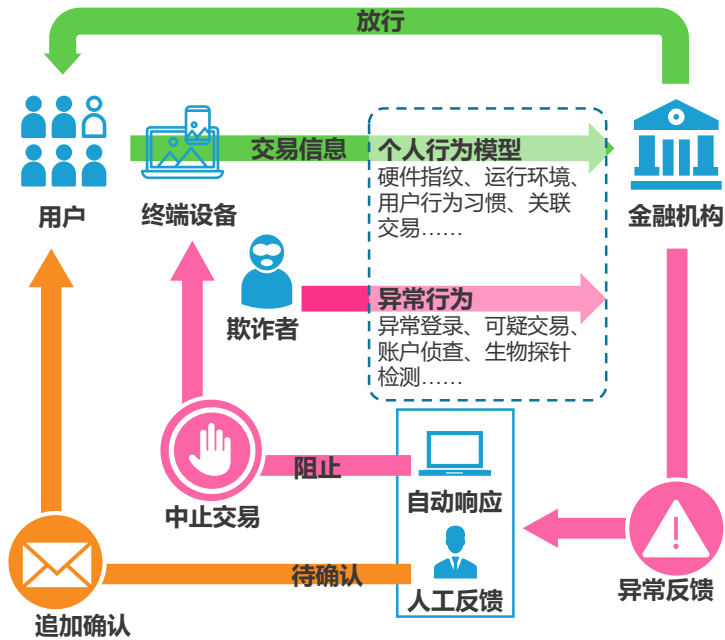 放行
交易信息
个人行为模型
硬件指纹、运行环境、
用户行为习惯、关联
交易……
用户
终端设备
金融机构
欺诈者
异常行为
异常登录、可疑交易、
账户侦查、生物探针
检测……
阻止
中止交易
自动响应
待确认
人工反馈
异常反馈
追加确认